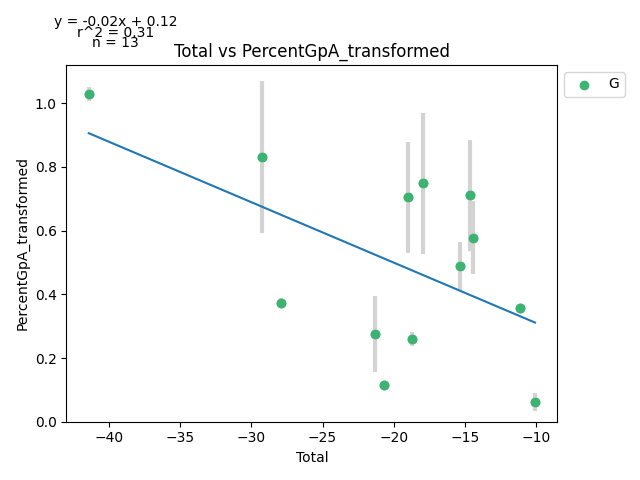 y = -0.02x + 0.12
r^2 = 0.31
n = 13
Total vs PercentGpA_transformed
G
PercentGpA_transformed
1.0
0.8
0.6
0.4
0.2
0.0
−40 −35 −30 −25 −20 −15 −10
Total